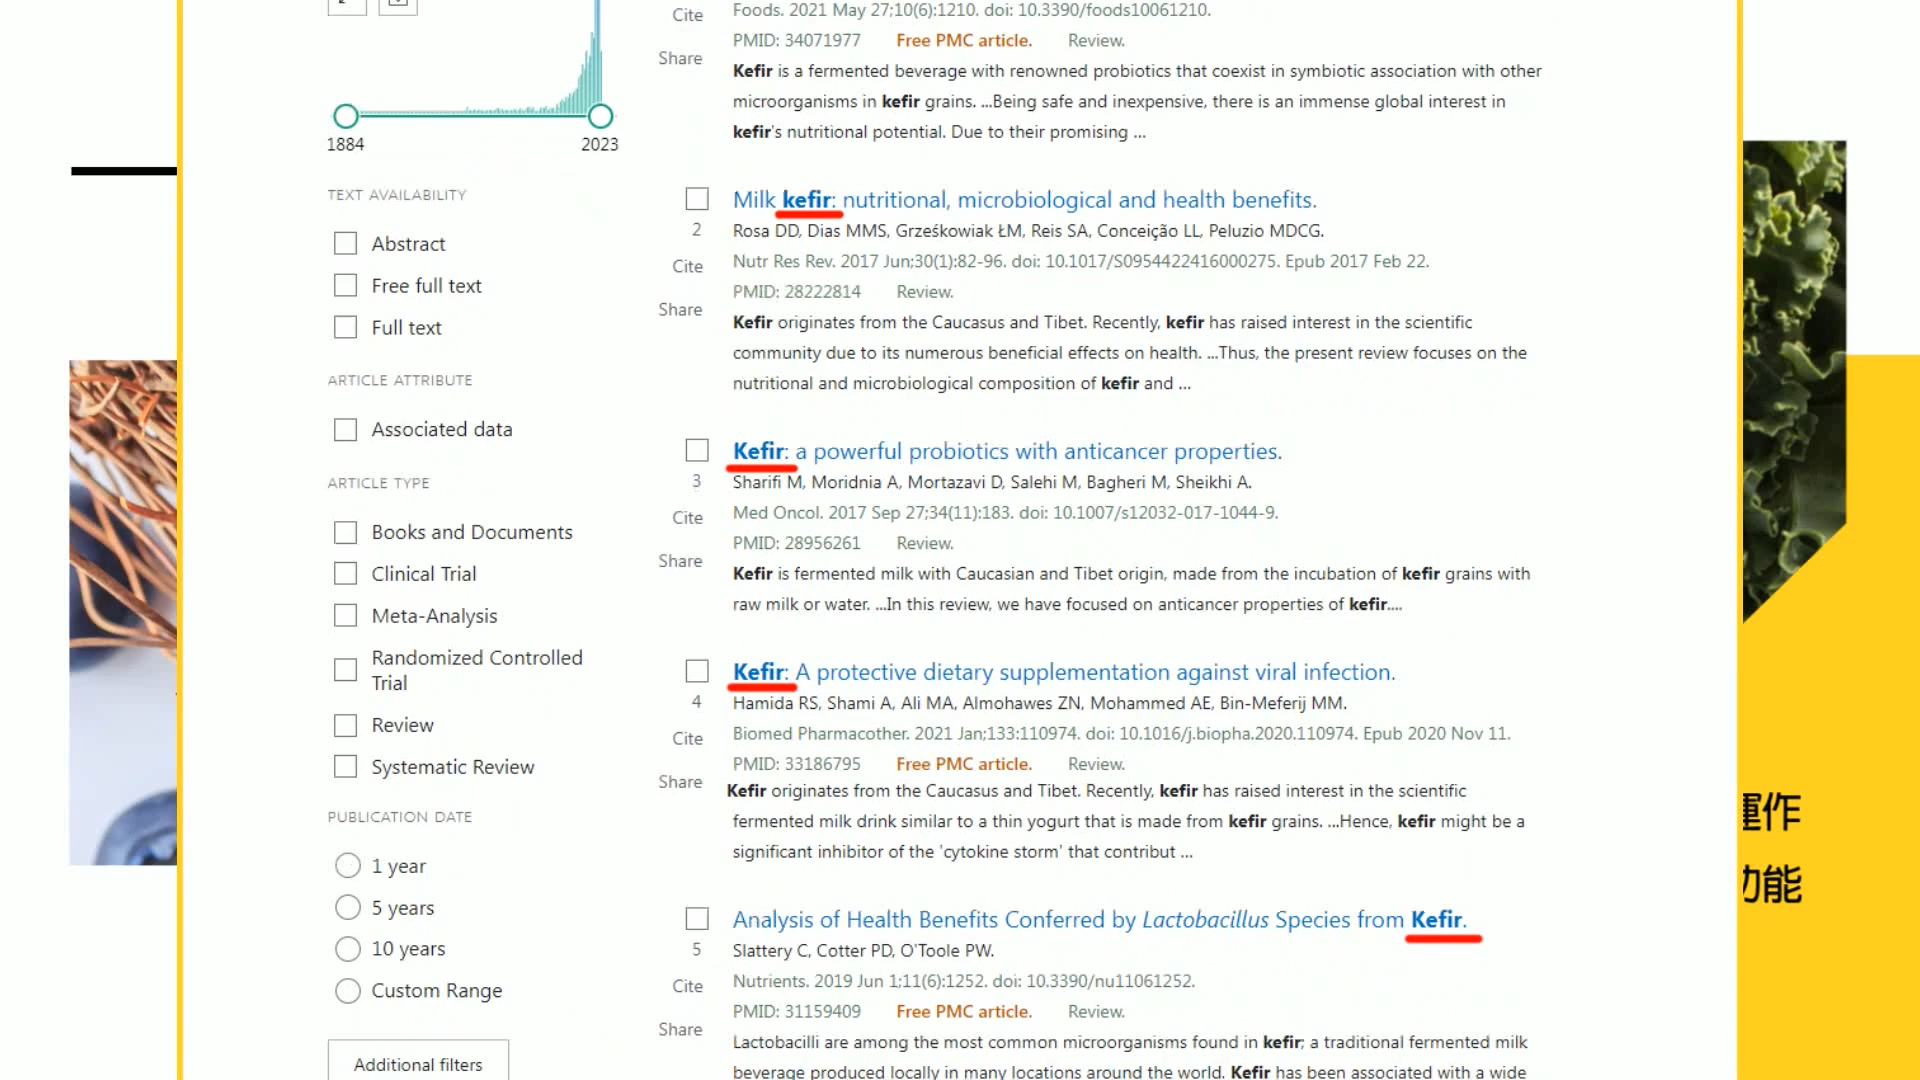 1884
2023
TEXT AVAILABILITY
Abstract
Free full text
Full text
ARTICLE ATTRIBUTE
Associated data
ARTICLE TYPE
Books and Documents
Clinical Trial
Meta-Analysis
Randomized Controlled
Trial
Review
Systematic Review
PUBLICATION DATE
1 year
5 years
10 years
Custom Range
Additional filters
Cite
Share
Foods. 2021 May 27;10(6):1210. doi: 10.3390/foods10061210.
PMID: 34071977 Free PMC article. Review.
Kefir is a fermented beverage with renowned probiotics that coexist in symbiotic association with other
microorganisms in kefir grains. ...Being safe and inexpensive, there is an immense global interest in
kefir's nutritional potential. Due to their promising ...
2
Cite
Share
Milk kefir: nutritional, microbiological and health benefits.
Rosa DD, Dias MMS, Grześkowiak ŁM, Reis SA, Conceição LL, Peluzio MDCG.
Nutr Res Rev. 2017 Jun;30(1):82-96. doi: 10.1017/S0954422416000275. Epub 2017 Feb 22.
PMID: 28222814 Review.
Kefir originates from the Caucasus and Tibet. Recently, kefir has raised interest in the scientific
community due to its numerous beneficial effects on health. ...Thus, the present review focuses on the
nutritional and microbiological composition of kefir and ...
3
Cite
Share
Kefir: a powerful probiotics with anticancer properties.
Sharifi M, Moridnia A, Mortazavi D, Salehi M, Bagheri M, Sheikhi A.
Med Oncol. 2017 Sep 27;34(11):183. doi: 10.1007/s12032-017-1044-9.
PMID: 28956261 Review.
Kefir is fermented milk with Caucasian and Tibet origin, made from the incubation of kefir grains with
raw milk or water. ...In this review, we have focused on anticancer properties of kefir....
4
Cite
Share
Kefir: A protective dietary supplementation against viral infection.
Hamida RS, Shami A, Ali MA, Almohawes ZN, Mohammed AE, Bin-Meferij MM.
Biomed Pharmacother. 2021 Jan;133:110974. doi: 10.1016/j.biopha.2020.110974. Epub 2020 Nov 11.
PMID: 33186795 Free PMC article. Review.
Kefir originates from the Caucasus and Tibet. Recently, kefir has raised interest in the scientific
fermented milk drink similar to a thin yogurt that is made from kefir grains. ...Hence, kefir might be a
significant inhibitor of the 'cytokine storm' that contribut ...
5
Cite
Share
Analysis of Health Benefits Conferred by Lactobacillus Species from Kefir.
Slattery C, Cotter PD, O'Toole PW.
Nutrients. 2019 Jun 1;11(6):1252. doi: 10.3390/nu11061252.
PMID: 31159409 Free PMC article. Review.
Lactobacilli are among the most common microorganisms found in kefir; a traditional fermented milk
beverage produced locally in many locations around the world. Kefir has been associated with a wide
運作
功能